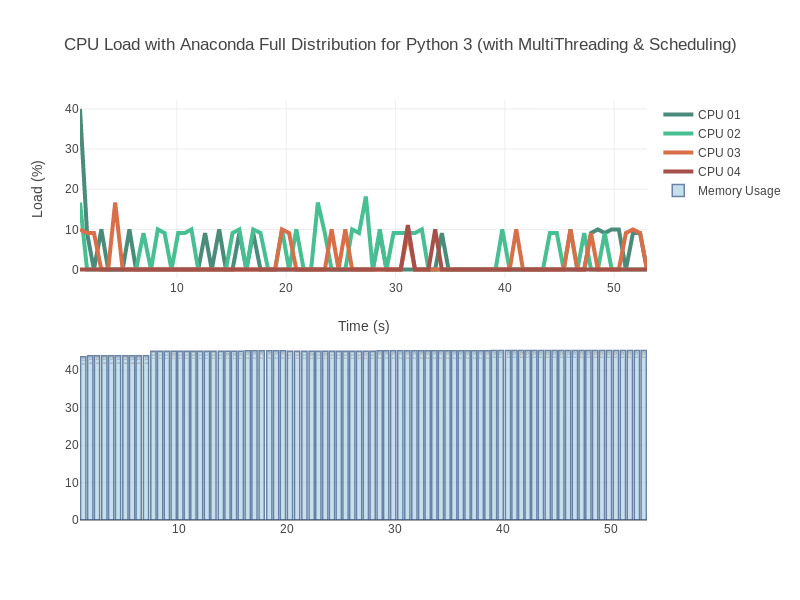 CPU Load with Anaconda Full Distribution for Python 3 (with MultiThreading & Scheduling)
40
30
20
10
0
Load (%)
10
20
30
40
50
Time (s)
CPU 01
CPU 02
CPU 03
CPU 04
Memory Usage
40
30
20
10
0
10
20
30
40
50